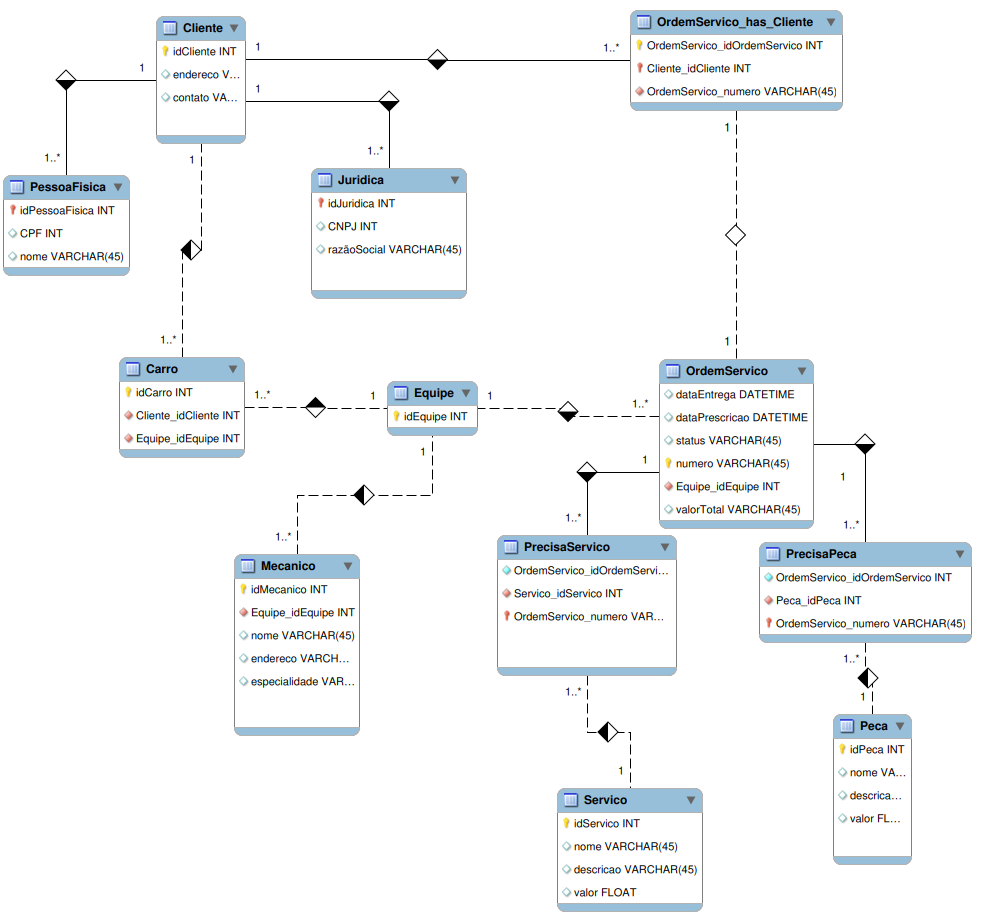 Cliente
idCliente INT
endereco V...
contato VA...
OrdemServico_has_Cliente
OrdemServico_idOrdemServico INT
Cliente_idCliente INT
OrdemServico_numero VARCHAR(45)
1
1..*
1
1..*
1
1..*
1
1..*
1
1
PessoaFisica
idPessoaFisica INT
CPF INT
nome VARCHAR(45)
Juridica
idJuridica INT
CNPJ INT
razãoSocial VARCHAR(45)
Carro
idCarro INT
Cliente_idCliente INT
Equipe_idEquipe INT
1..*
1
Equipe
idEquipe INT
1
1..*
1
1..*
OrdemServico
dataEntrega DATETIME
dataPrescricao DATETIME
status VARCHAR(45)
numero VARCHAR(45)
Equipe_idEquipe INT
valorTotal VARCHAR(45)
1
1..*
1
1..*
Mecanico
idMecanico INT
Equipe_idEquipe INT
nome VARCHAR(45)
endereco VARCH...
especialidade VAR...
PrecisaServico
OrdemServico_idOrdemServi...
Servico_idServico INT
OrdemServico_numero VAR...
PrecisaPeca
OrdemServico_idOrdemServico INT
Peca_idPeca INT
OrdemServico_numero VARCHAR(45)
1..*
1
1..*
1
Peca
idPeca INT
nome VA...
descrica...
valor FL...
Servico
idServico INT
nome VARCHAR(45)
descricao VARCHAR(45)
valor FLOAT